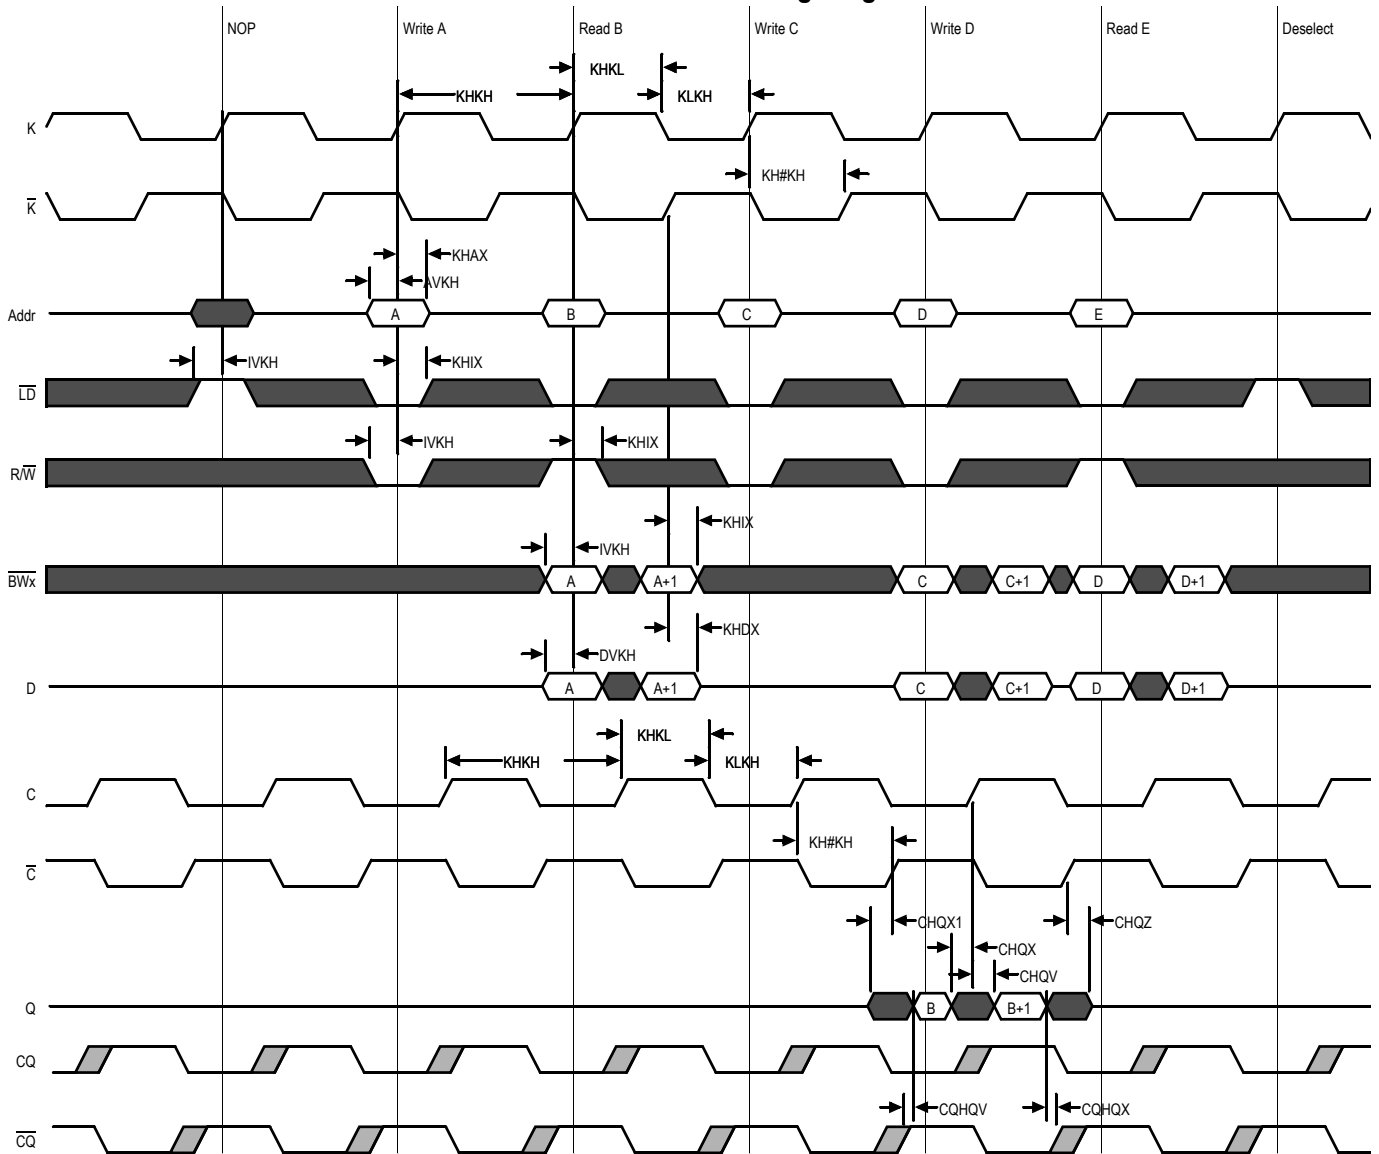 NOP Write A Read B Write C Write D Read E Deselect
KHKL
KHKH KLKH
K
KH#KH
K
KHAX
AVKH
Addr A B C D E
IVKH KHIX
LD
IVKH KHIX
R/W
KHIX
IVKH
BWx A A+1 C C+1 D D+1
KHDX
DVKH
D A A+1 C C+1 D D+1
KHKL
KHKH KLKH
C
KH#KH
C
CHQX1 CHQZ
CHQX
CHQV
Q B B+1
CQ
CQHQV CQHQX
CQ